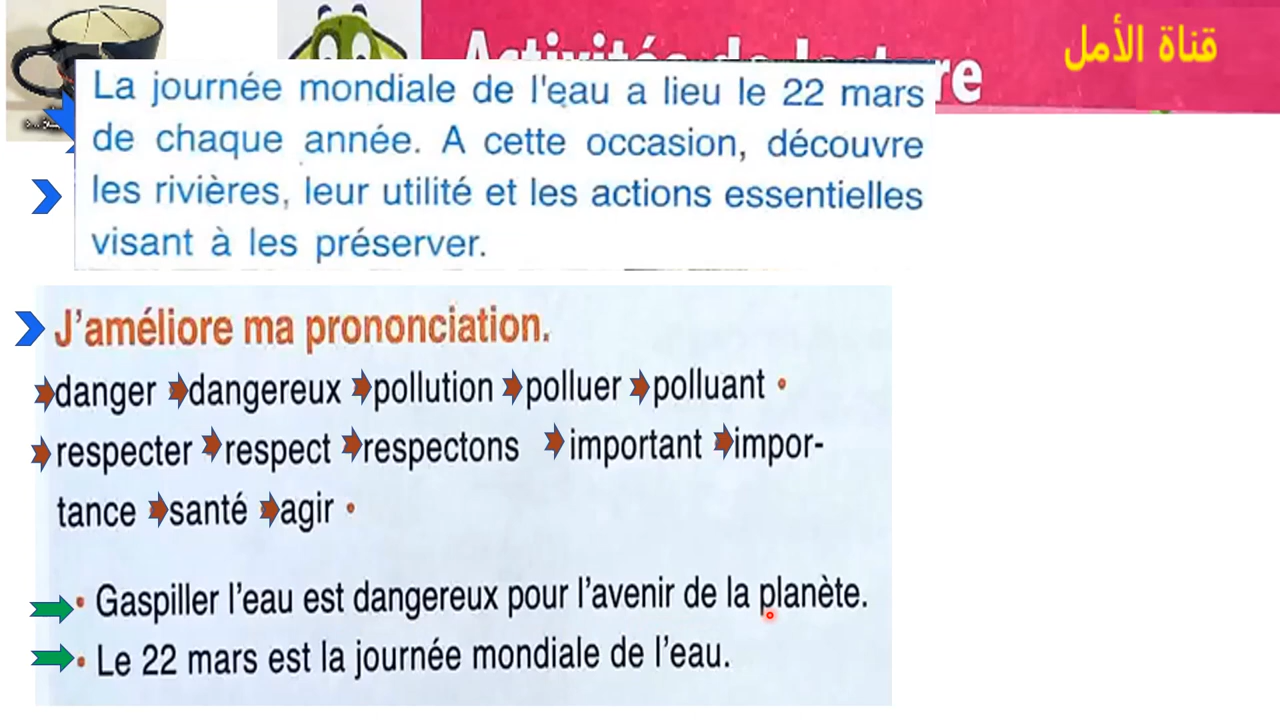 قناة الأمل
La journée mondiale de l'eau a lieu le 22 mars
de chaque année. A cette occasion, découvre
les rivières, leur utilité et les actions essentielles
visant à les préserver.
J'améliore ma prononciation.
danger dangereux pollution polluer polluant •
respecter respect respectons important impor-
tance santé agir •
• Gaspiller l'eau est dangereux pour l'avenir de la planète.
• Le 22 mars est la journée mondiale de l'eau.